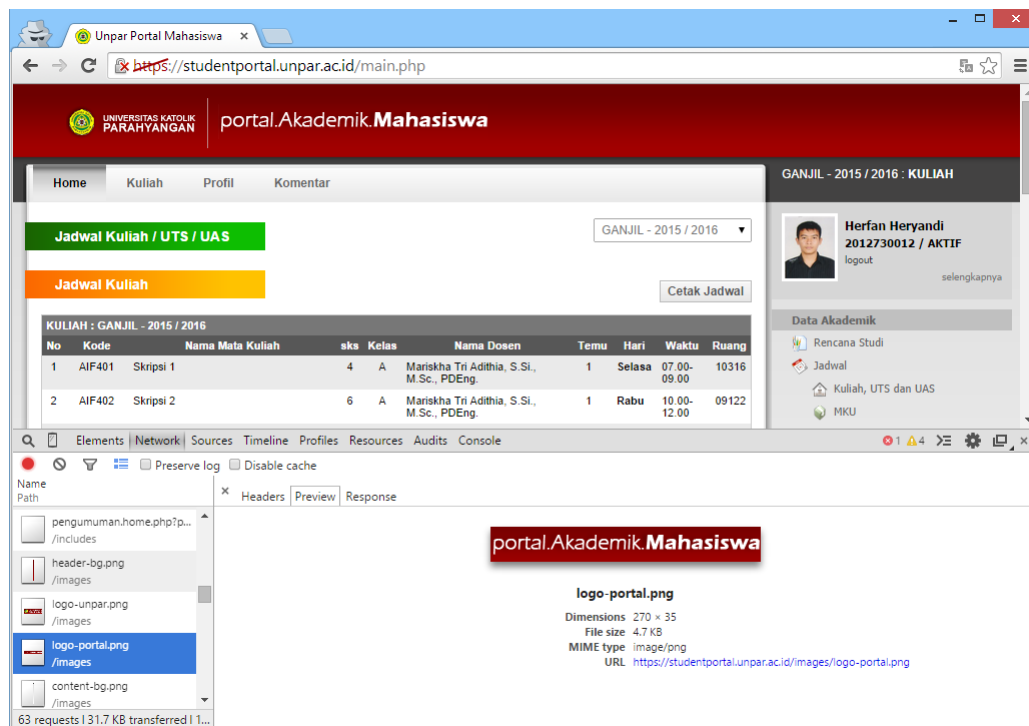 Unpar Portal Mahasiswa
https://studentportal.unpar.ac.id/main.php
UNIVERSITAS KATOLIK
PARAHYANGAN
portal.Akademik.Mahasiswa
Home Kuliah Profil Komentar
GANJIL - 2015 / 2016 : KULIAH
Jadwal Kuliah / UTS / UAS
GANJIL - 2015 / 2016
Herfan Heryandi
2012730012 / AKTIF
logout
selengkapnya
Jadwal Kuliah
Cetak Jadwal
KULIAH : GANJIL - 2015 / 2016
No Kode Nama Mata Kuliah sks Kelas Nama Dosen Temu Hari Waktu Ruang
1 AIF401 Skripsi 1 4 A Mariskha Tri Adithia, S.Si., M.Sc., PDEng. 1 Selasa 07.00-09.00 10316
2 AIF402 Skripsi 2 6 A Mariskha Tri Adithia, S.Si., M.Sc., PDEng. 1 Rabu 10.00-12.00 09122
Data Akademik
Rencana Studi
Jadwal
Kuliah, UTS dan UAS
MKU
Elements Network Sources Timeline Profiles Resources Audits Console
1 4
Preserve log Disable cache
Name
Path
Headers Preview Response
pengumuman.home.php?p...
/includes
header-bg.png
/images
logo-unpar.png
/images
logo-portal.png
/images
content-bg.png
/images
63 requests | 31.7 KB transferred | 1...
portal.Akademik.Mahasiswa
logo-portal.png
Dimensions 270 × 35
File size 4.7 KB
MIME type image/png
URL https://studentportal.unpar.ac.id/images/logo-portal.png